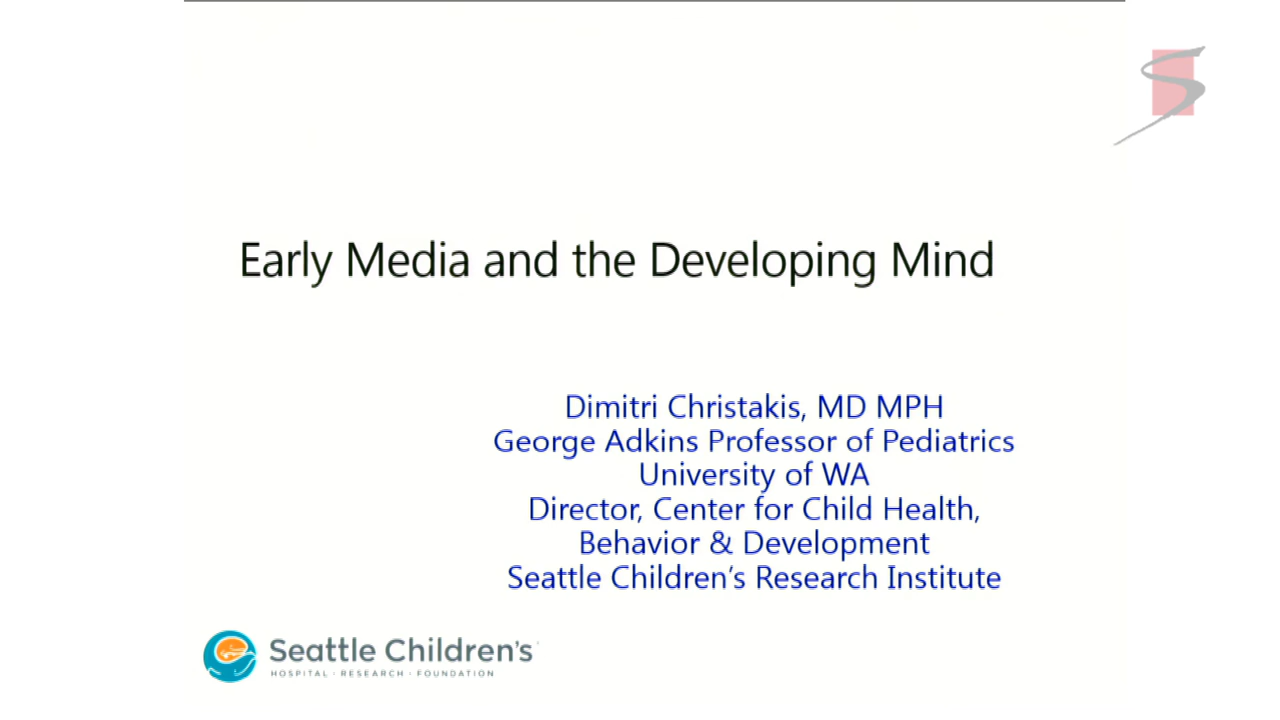 Early Media and the Developing Mind
Dimitri Christakis, MD MPH
George Adkins Professor of Pediatrics
University of WA
Director, Center for Child Health,
Behavior & Development
Seattle Children's Research Institute
Seattle Children's
HOSPITAL · RESEARCH · FOUNDATION
S